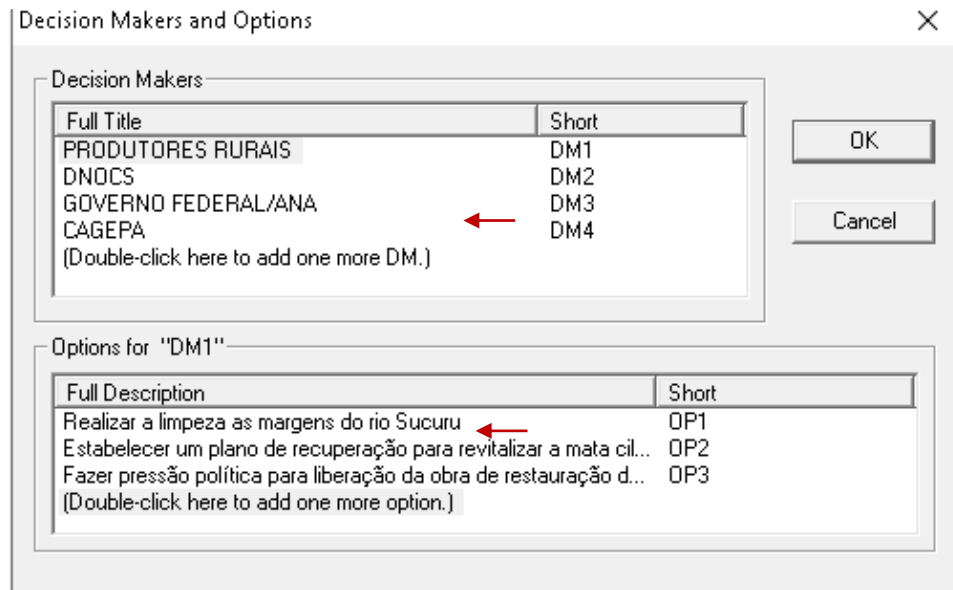 Decision Makers and Options
Decision Makers
Full Title Short
PRODUTORES RURAIS DM1
DNOCS DM2
GOVERNO FEDERAL/ANA DM3
CAGEPA DM4
(Double-click here to add one more DM.)
OK
Cancel
Options for "DM1"
Full Description Short
Realizar a limpeza as margens do rio Sucuru OP1
Estabelecer um plano de recuperação para revitalizar a mata cil... OP2
Fazer pressão política para liberação da obra de restauração d... OP3
(Double-click here to add one more option.)